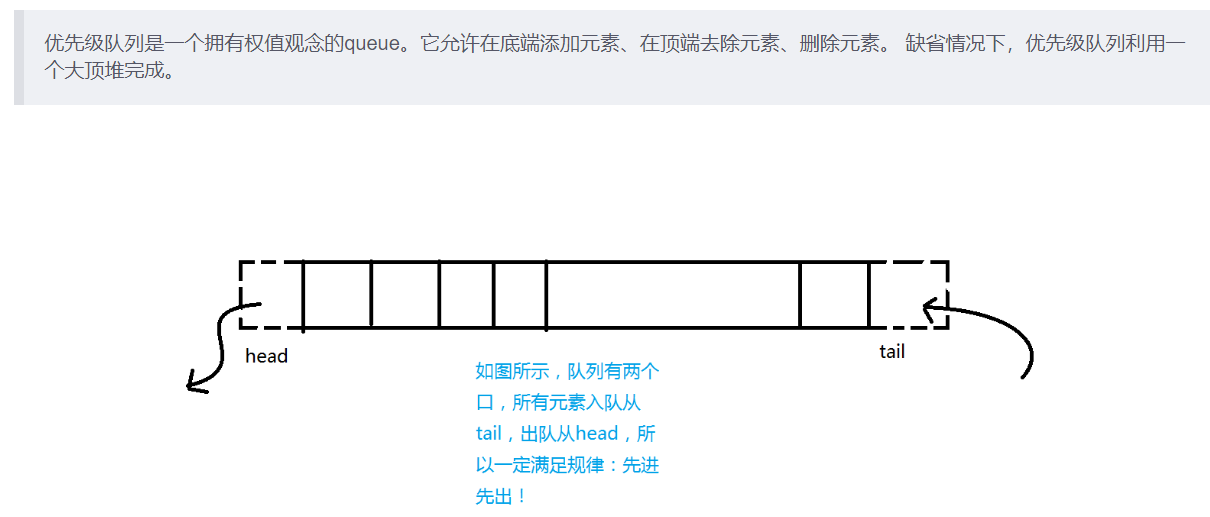 优先级队列是一个拥有权值观念的queue。它允许在底端添加元素、在顶端去除元素、删除元素。 缺省情况下，优先级队列利用一
个大顶堆完成。
head
tail
如图所示，队列有两个
口，所有元素入队从
tail，出队从head，所
以一定满足规律：先进
先出！